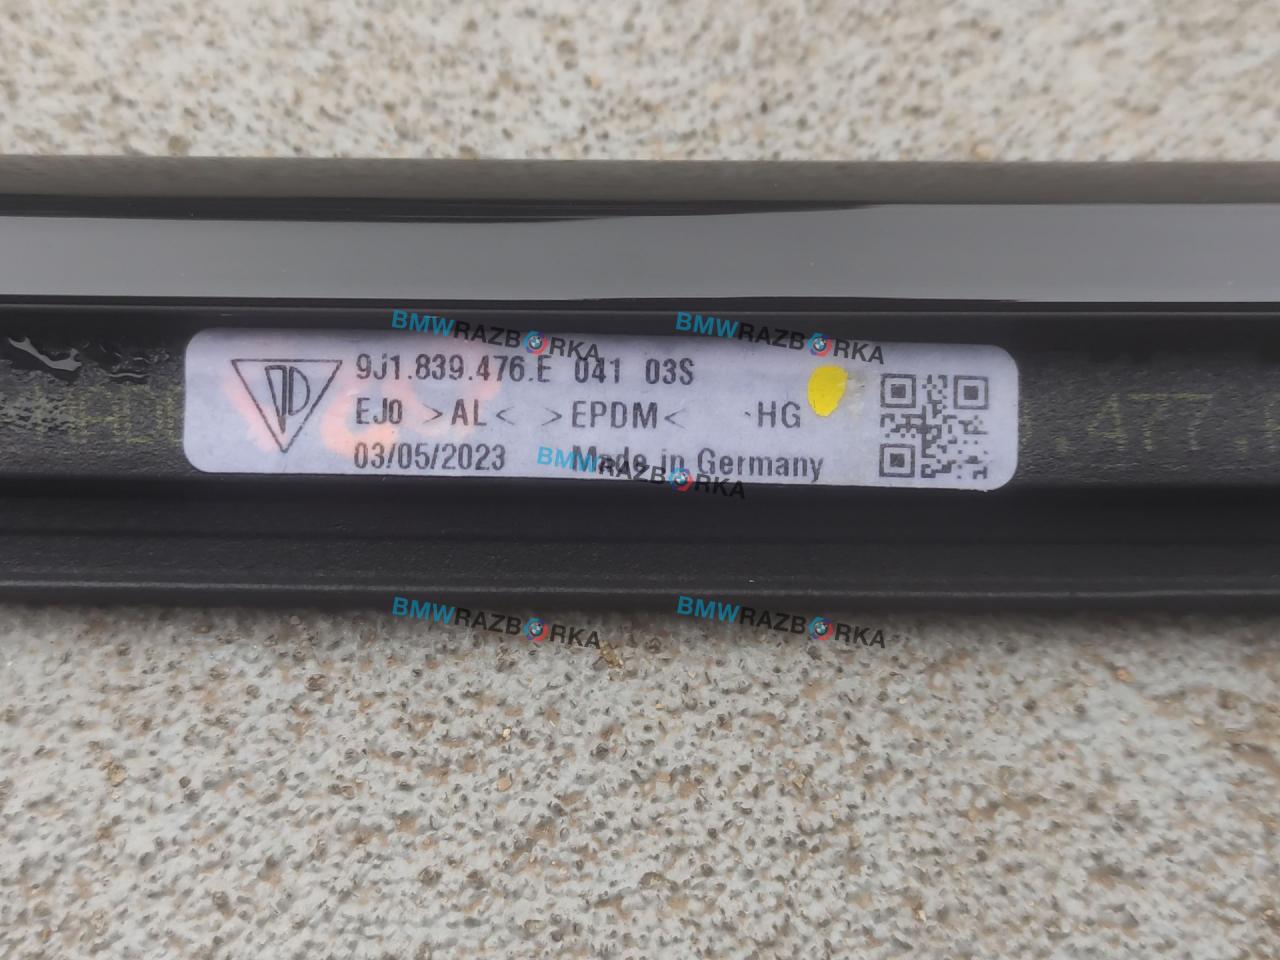 BMWRAZBORKA BMWRAZBORKA
9J1.839.476.E 041 03S
EJ0 >AL< >EPDM< HG
03/05/2023 Made in Germany
BMWRAZBORKA
.477.
BMWRAZBORKA BMWRAZBORKA